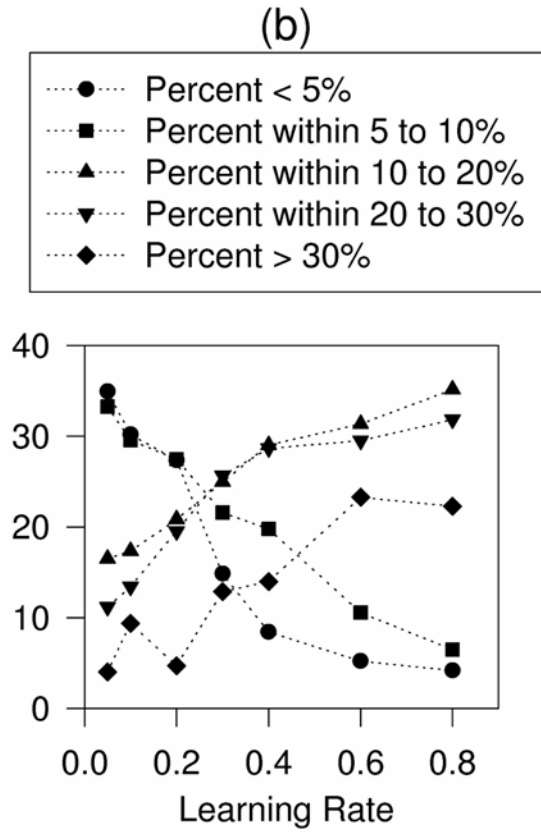 (b)
Percent < 5%
Percent within 5 to 10%
Percent within 10 to 20%
Percent within 20 to 30%
Percent > 30%
40
30
20
10
0
0.0 0.2 0.4 0.6 0.8
Learning Rate